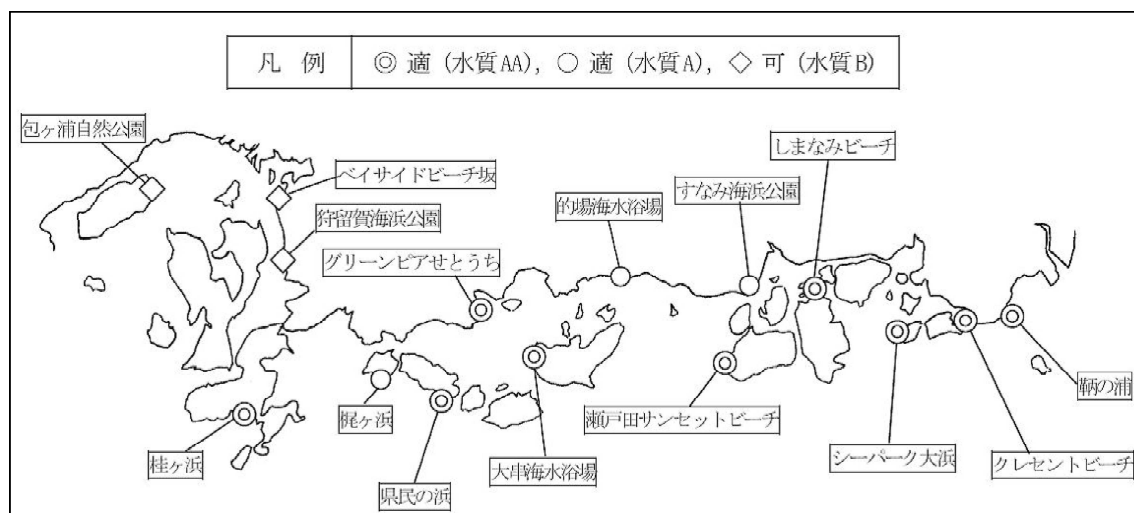 凡 例
◎ 適 (水質AA), ○ 適 (水質A), ◇ 可 (水質B)
包ヶ浦自然公園
ベイサイドビーチ坂
狩留賀海浜公園
グリーンピアせとうち
的場海水浴場
すなみ海浜公園
しまなみビーチ
桂ヶ浜
梶ヶ浜
県民の浜
大串海水浴場
瀬戸田サンセットビーチ
シーパーク大浜
クレセントビーチ
鞆の浦